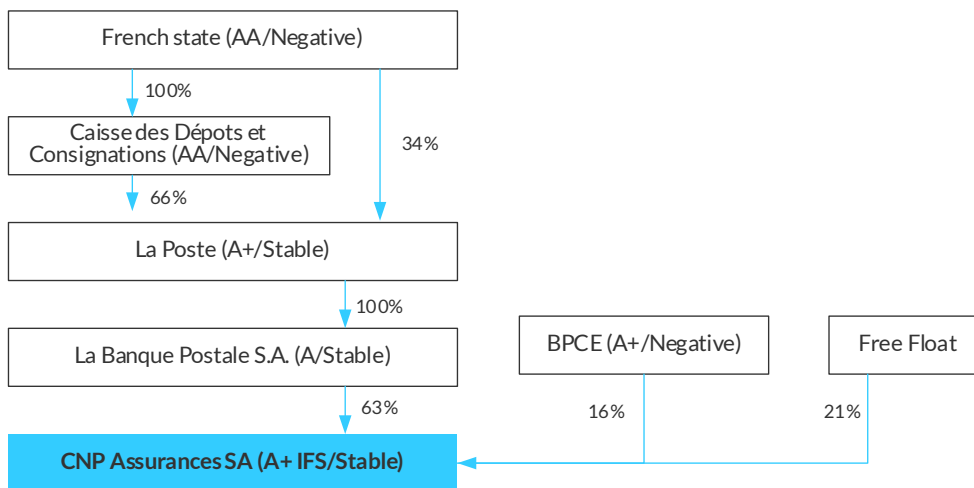 French state (AA/Negative)
100%
Caisse des Dépots et
Consignations (AA/Negative)
34%
66%
La Poste (A+/Stable)
100%
La Banque Postale S.A. (A/Stable)
BPCE (A+/Negative)
Free Float
63%
16%
21%
CNP Assurances SA (A+ IFS/Stable)